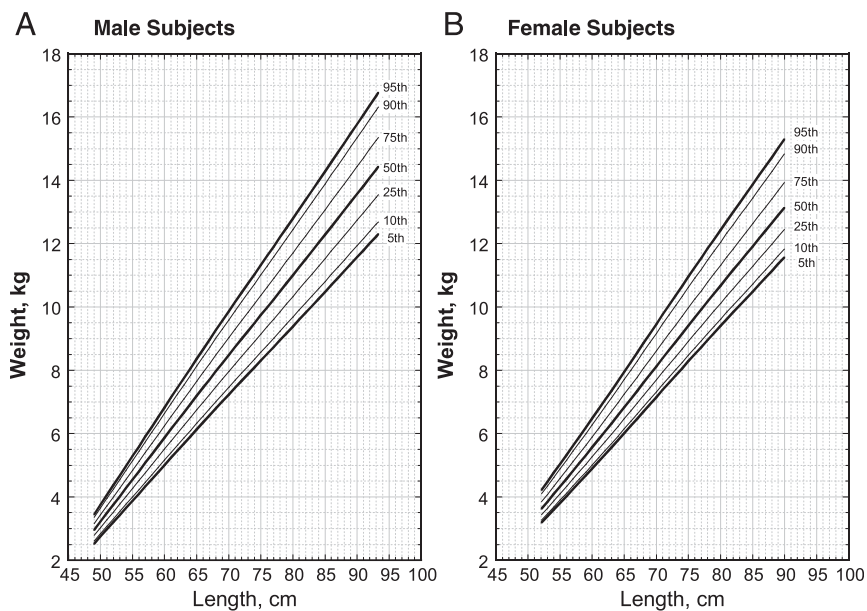 A Male Subjects
18
16
14
12
10
8
6
4
2
Weight, kg
95th
90th
75th
50th
25th
10th
5th
45 50 55 60 65 70 75 80 85 90 95 100
Length, cm
B Female Subjects
18
16
14
12
10
8
6
4
2
Weight, kg
95th
90th
75th
50th
25th
10th
5th
45 50 55 60 65 70 75 80 85 90 95 100
Length, cm